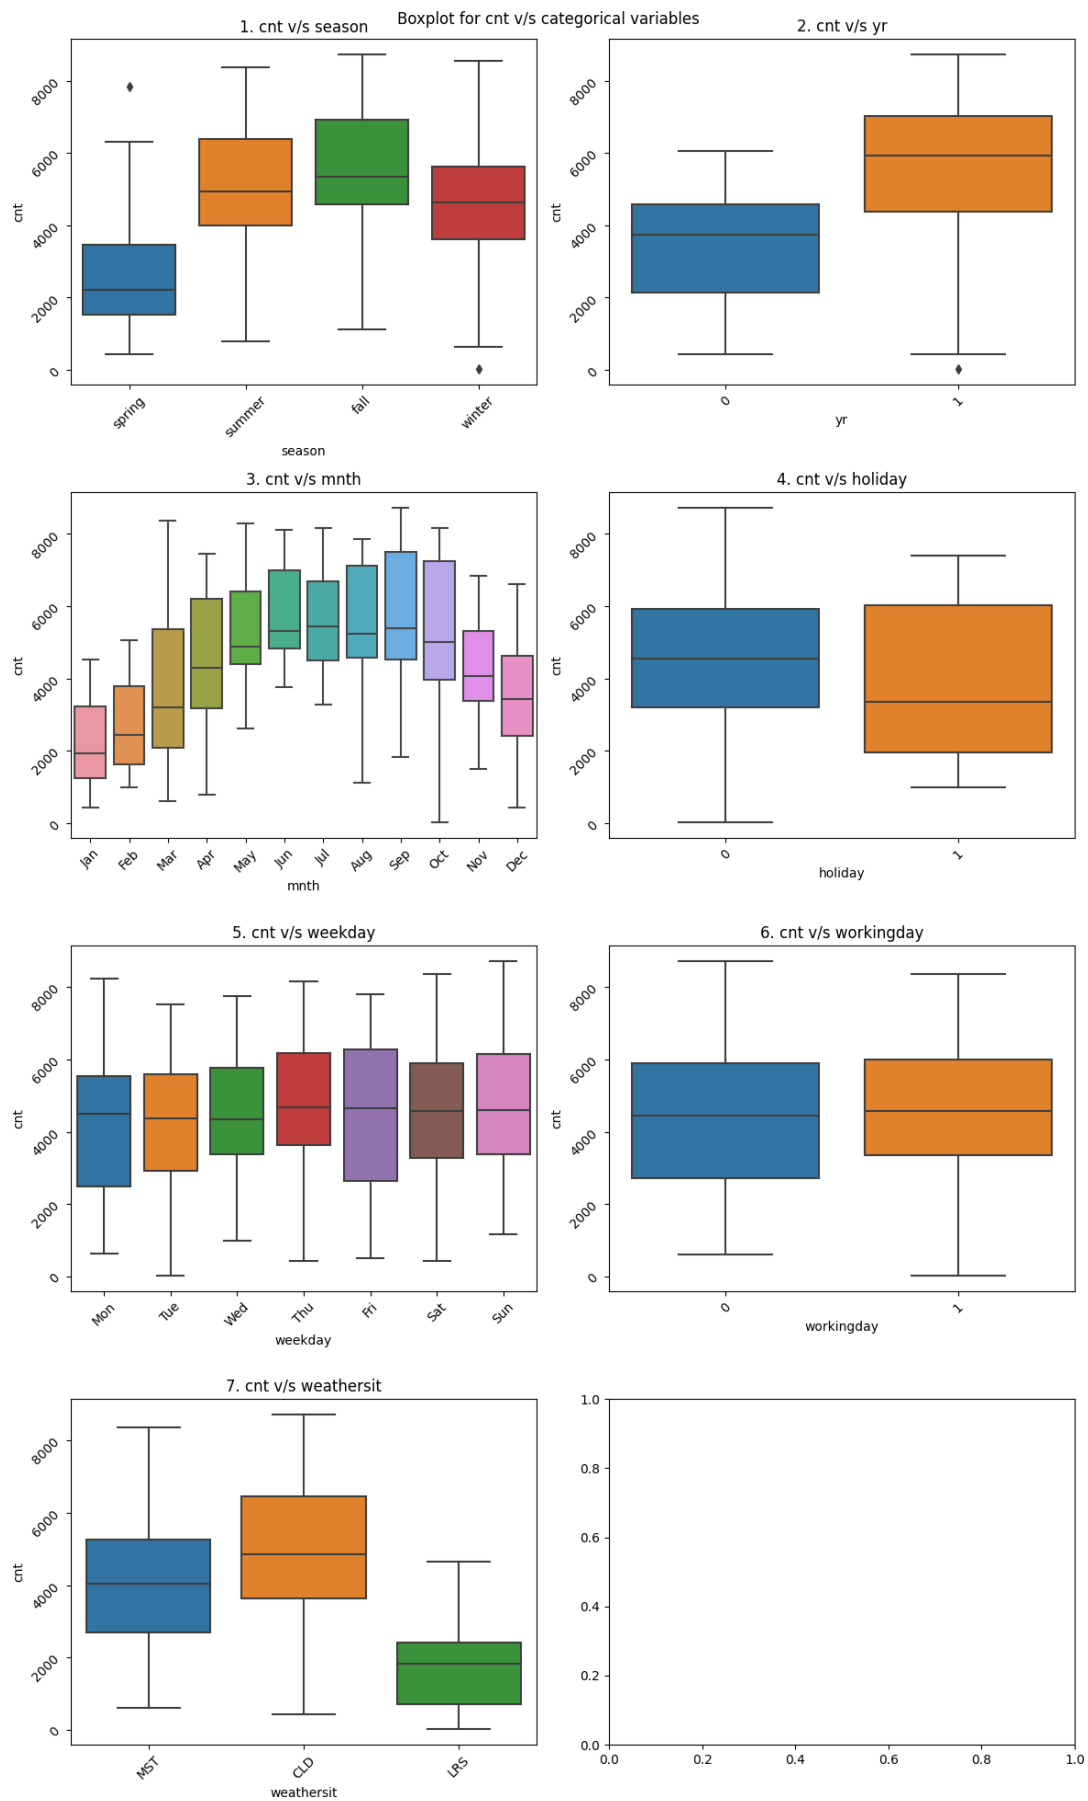 Boxplot for cnt v/s categorical variables
1. cnt v/s season
cnt
8000
6000
4000
2000
0
spring summer fall winter
season
2. cnt v/s yr
cnt
8000
6000
4000
2000
0
0 1
yr
3. cnt v/s mnth
cnt
8000
6000
4000
2000
0
Jan Feb Mar Apr May Jun Jul Aug Sep Oct Nov Dec
mnth
4. cnt v/s holiday
cnt
8000
6000
4000
2000
0
0 1
holiday
5. cnt v/s weekday
cnt
8000
6000
4000
2000
0
Mon Tue Wed Thu Fri Sat Sun
weekday
6. cnt v/s workingday
cnt
8000
6000
4000
2000
0
0 1
workingday
7. cnt v/s weathersit
cnt
8000
6000
4000
2000
0
MST CLD LRS
weathersit
1.0
0.8
0.6
0.4
0.2
0.0
0.0 0.2 0.4 0.6 0.8 1.0